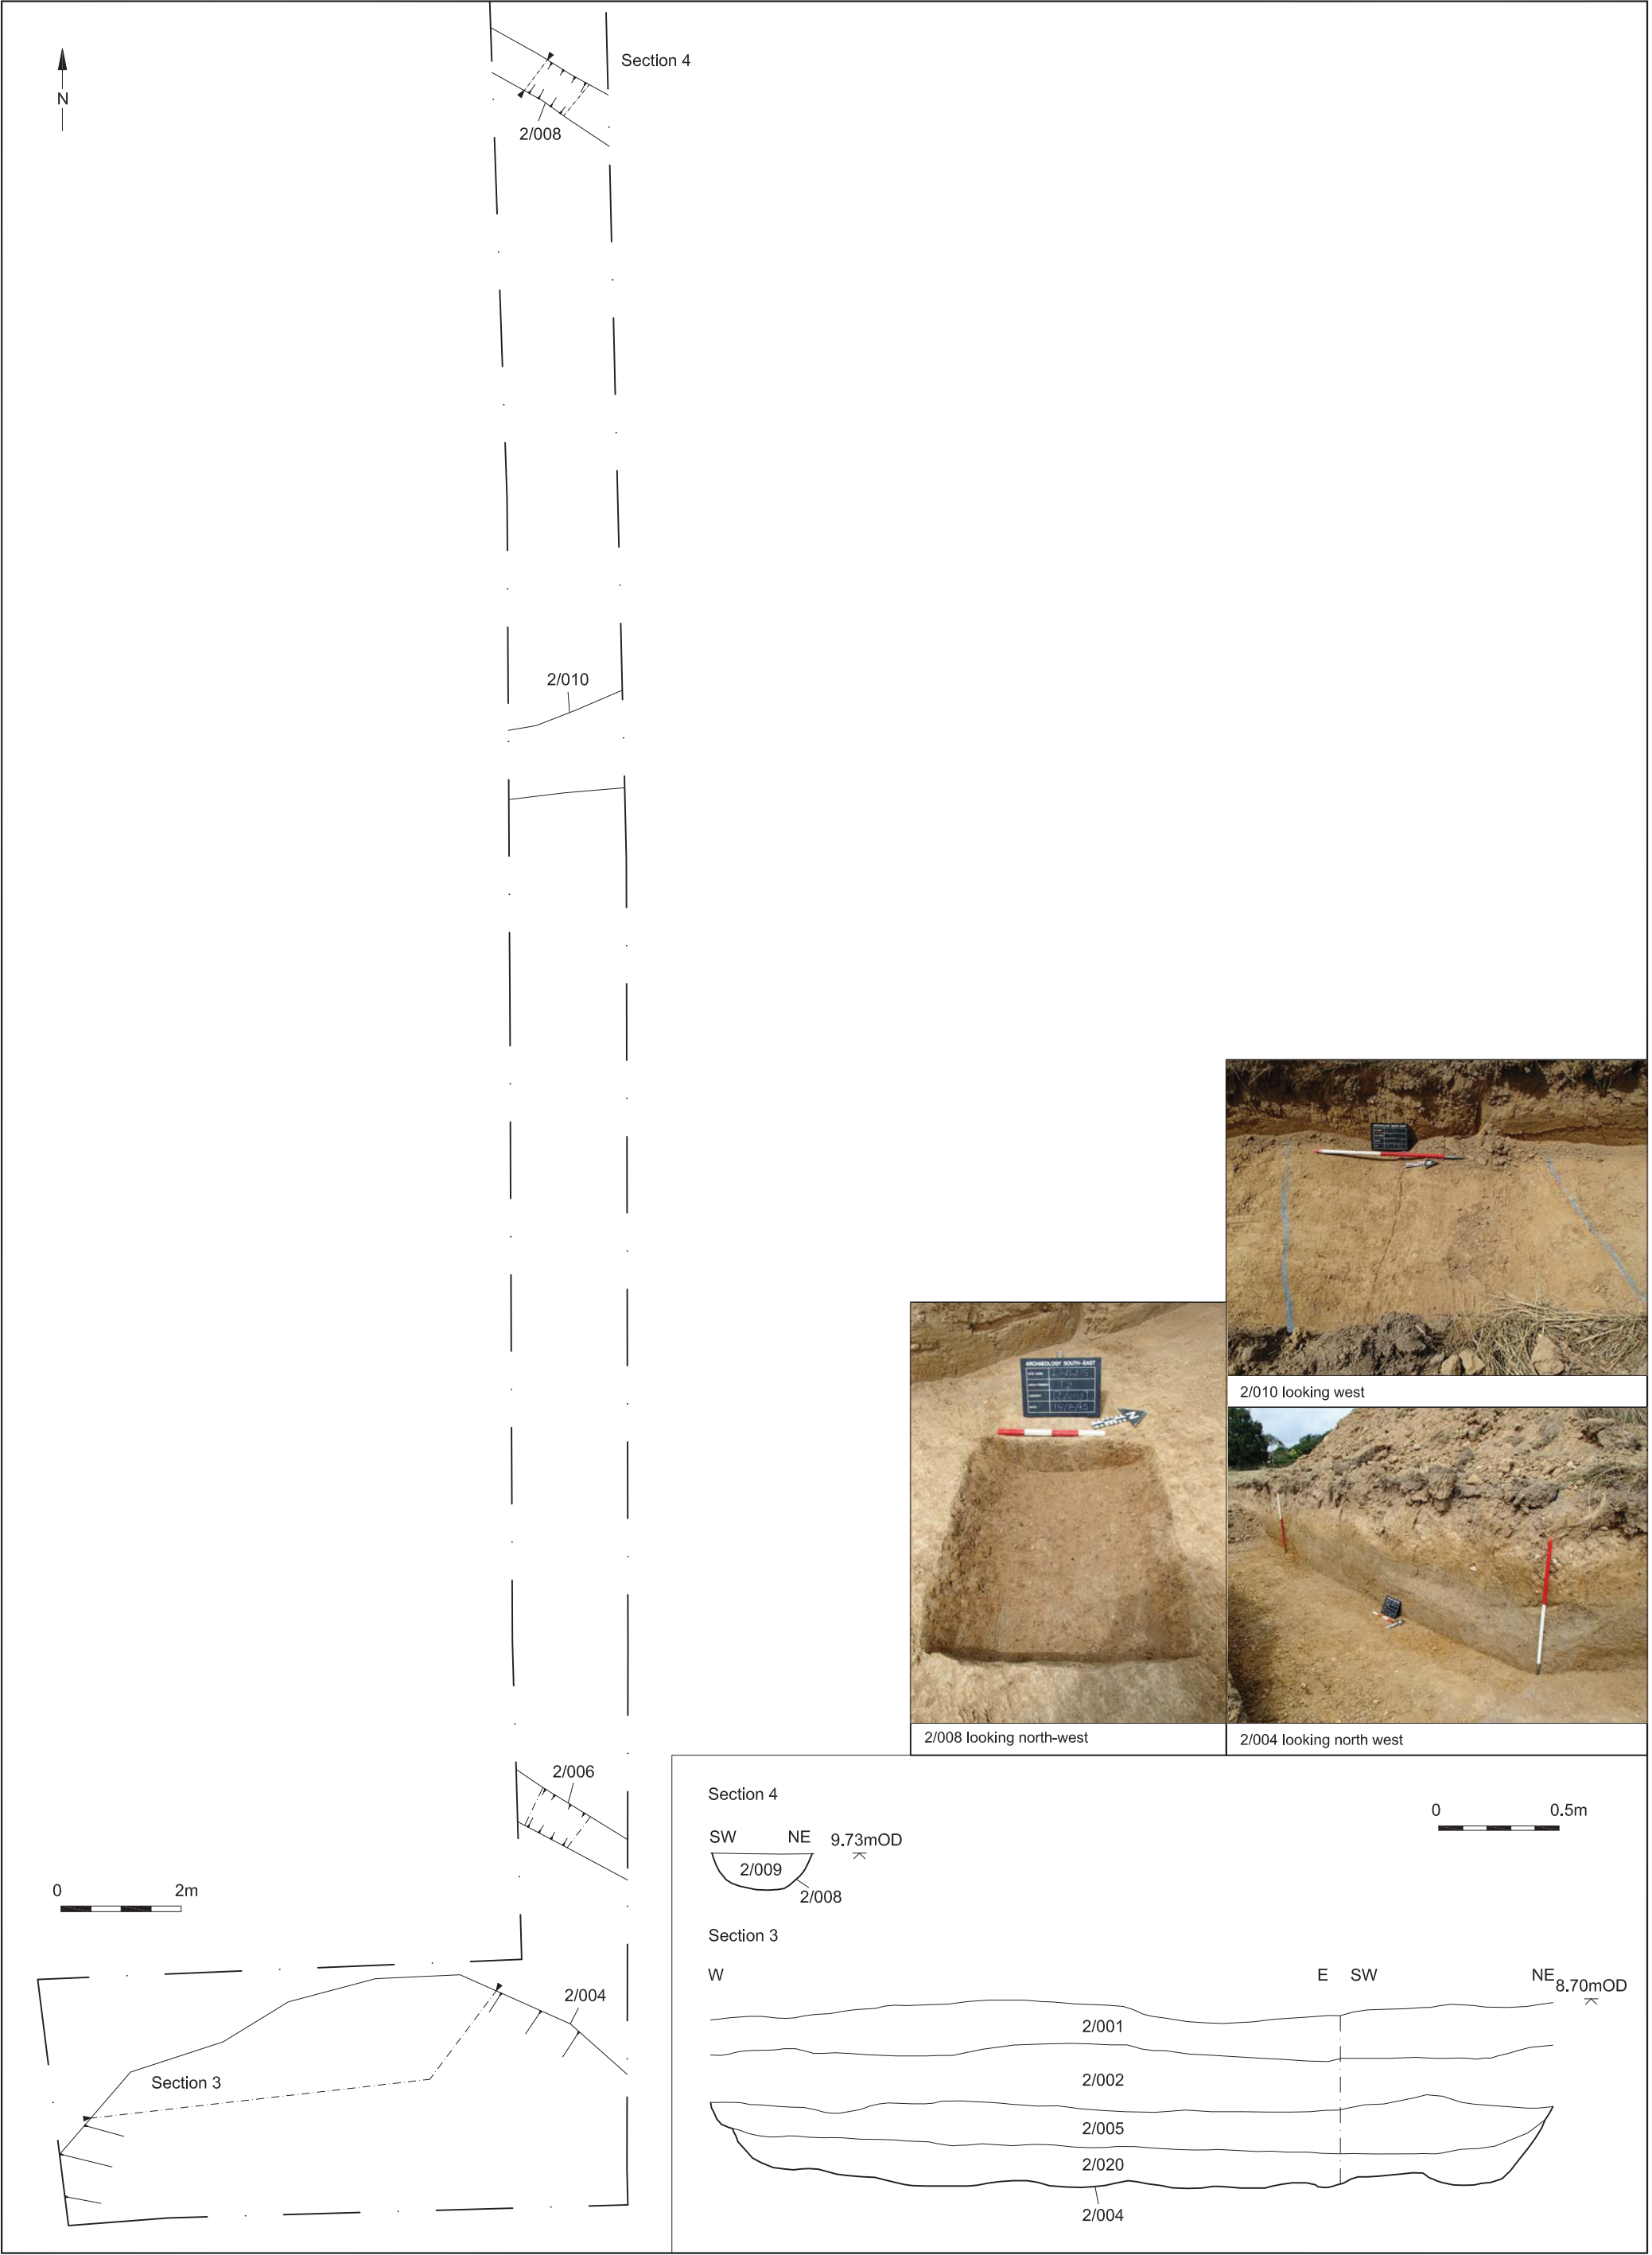 N
Section 4
2/008
2/010
2/006
0 2m
2/004
Section 3
2/010 looking west
ARCHAEOLOGY SOUTH-EAST
2/008 looking north-west
2/004 looking north west
Section 4
0 0.5m
SW NE 9.73mOD
2/009
2/008
Section 3
W E SW NE 8.70mOD
2/001
2/002
2/005
2/020
2/004